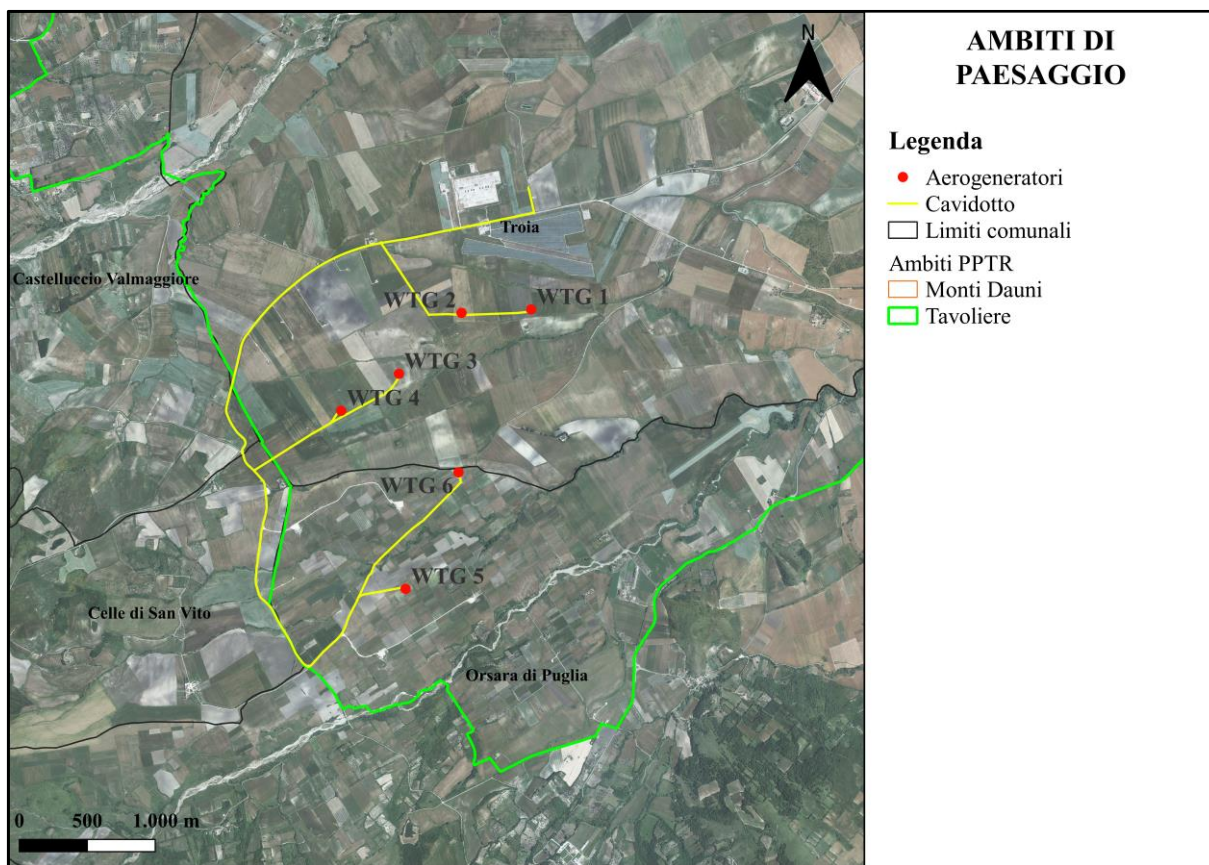 N
Troia
Castelluccio Valmaggiore
WTG 2
WTG 1
WTG 3
WTG 4
WTG 6
WTG 5
Celle di San Vito
Orsara di Puglia
0 500 1.000 m
AMBITI DI
PAESAGGIO
Legenda
Aerogeneratori
Cavidotto
Limiti comunali
Ambiti PPTR
Monti Dauni
Tavoliere